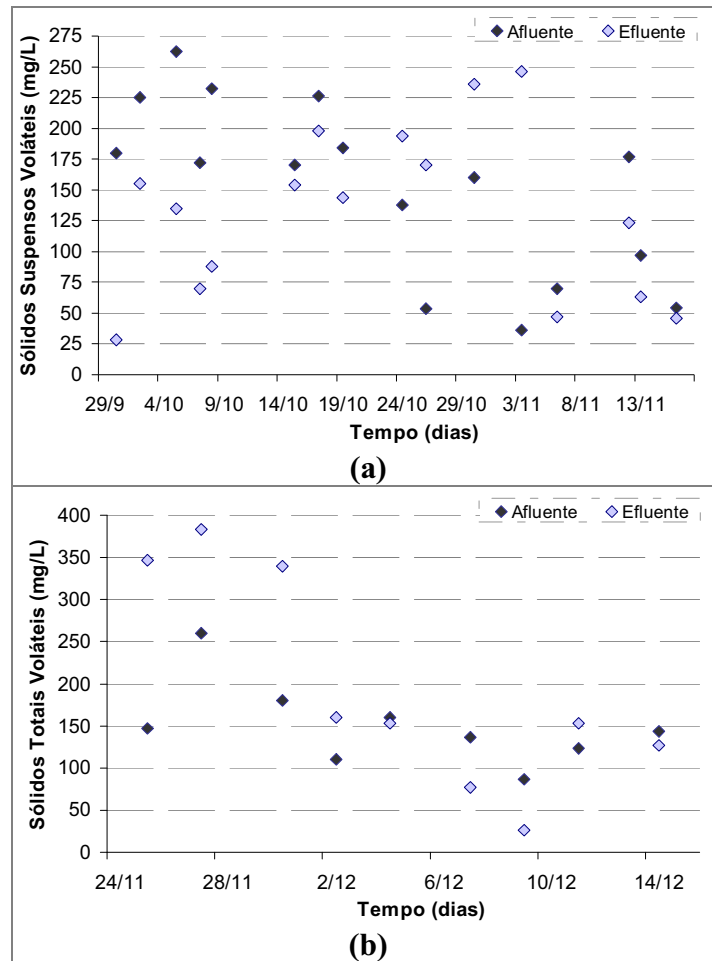 Afluente Efluente
275
250
225
200
175
150
125
100
75
50
25
0
Sólidos Suspensos Voláteis (mg/L)
29/9 4/10 9/10 14/10 19/10 24/10 29/10 3/11 8/11 13/11
Tempo (dias)
(a)
Afluente Efluente
400
350
300
250
200
150
100
50
0
Sólidos Totais Voláteis (mg/L)
24/11 28/11 2/12 6/12 10/12 14/12
Tempo (dias)
(b)